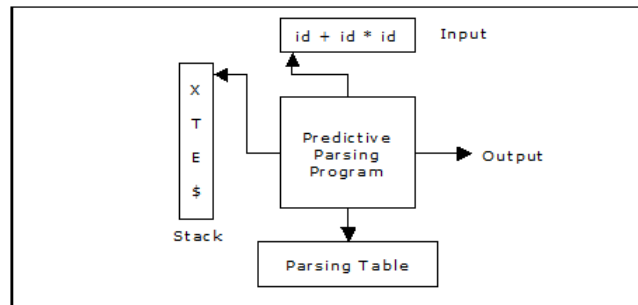 id + id * id
Input
X
T
E
$
Stack
Predictive
Parsing
Program
Output
Parsing Table